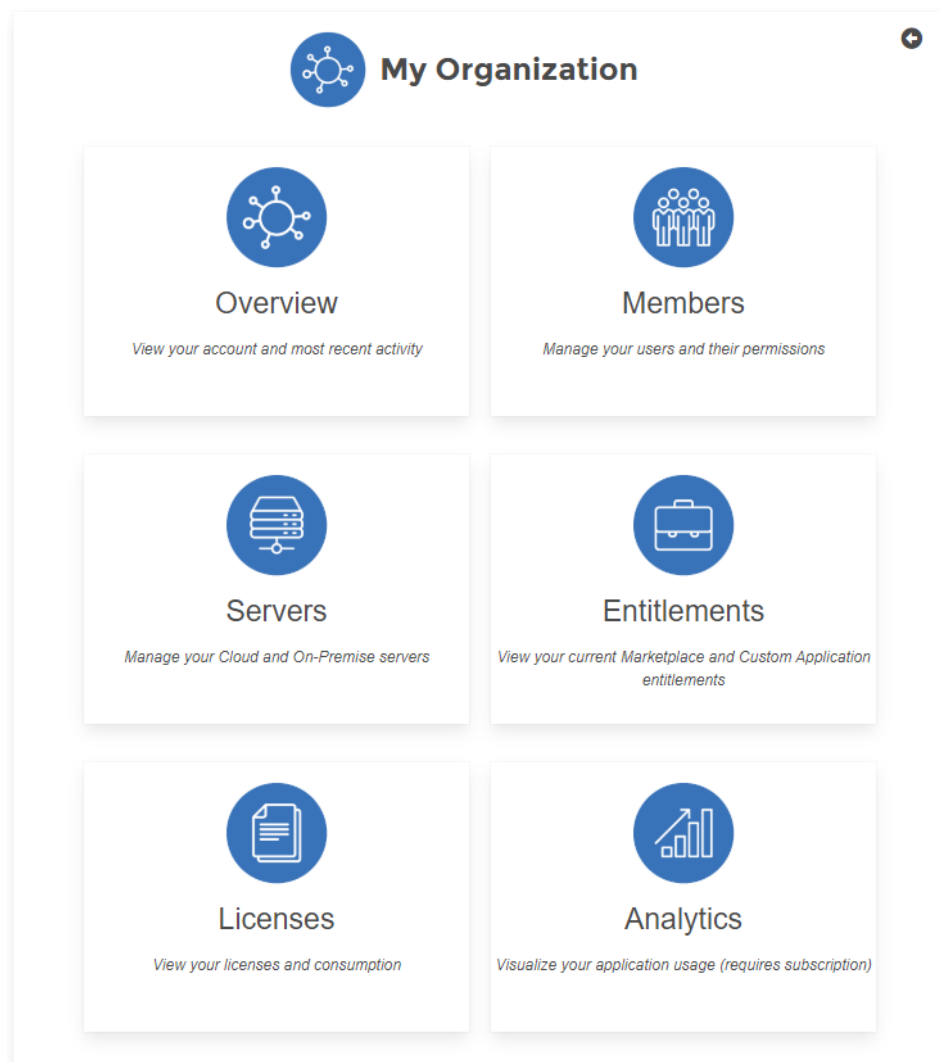 My Organization
Overview
View your account and most recent activity
Members
Manage your users and their permissions
Servers
Manage your Cloud and On-Premise servers
Entitlements
View your current Marketplace and Custom Application
entitlements
Licenses
View your licenses and consumption
Analytics
Visualize your application usage (requires subscription)